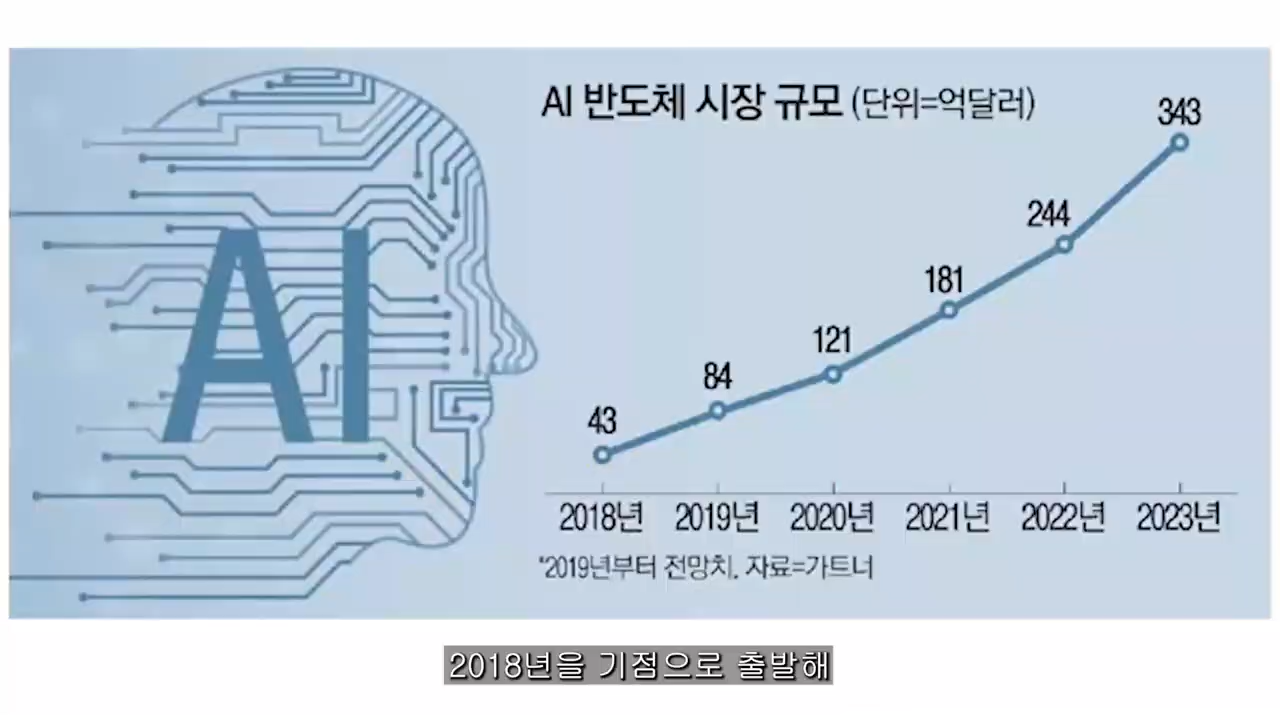 AI
AI 반도체 시장 규모 (단위=억달러)
343
244
181
121
84
43
2018년 2019년 2020년 2021년 2022년 2023년
*2019년부터 전망치, 자료=가트너
2018년을 기점으로 출발해